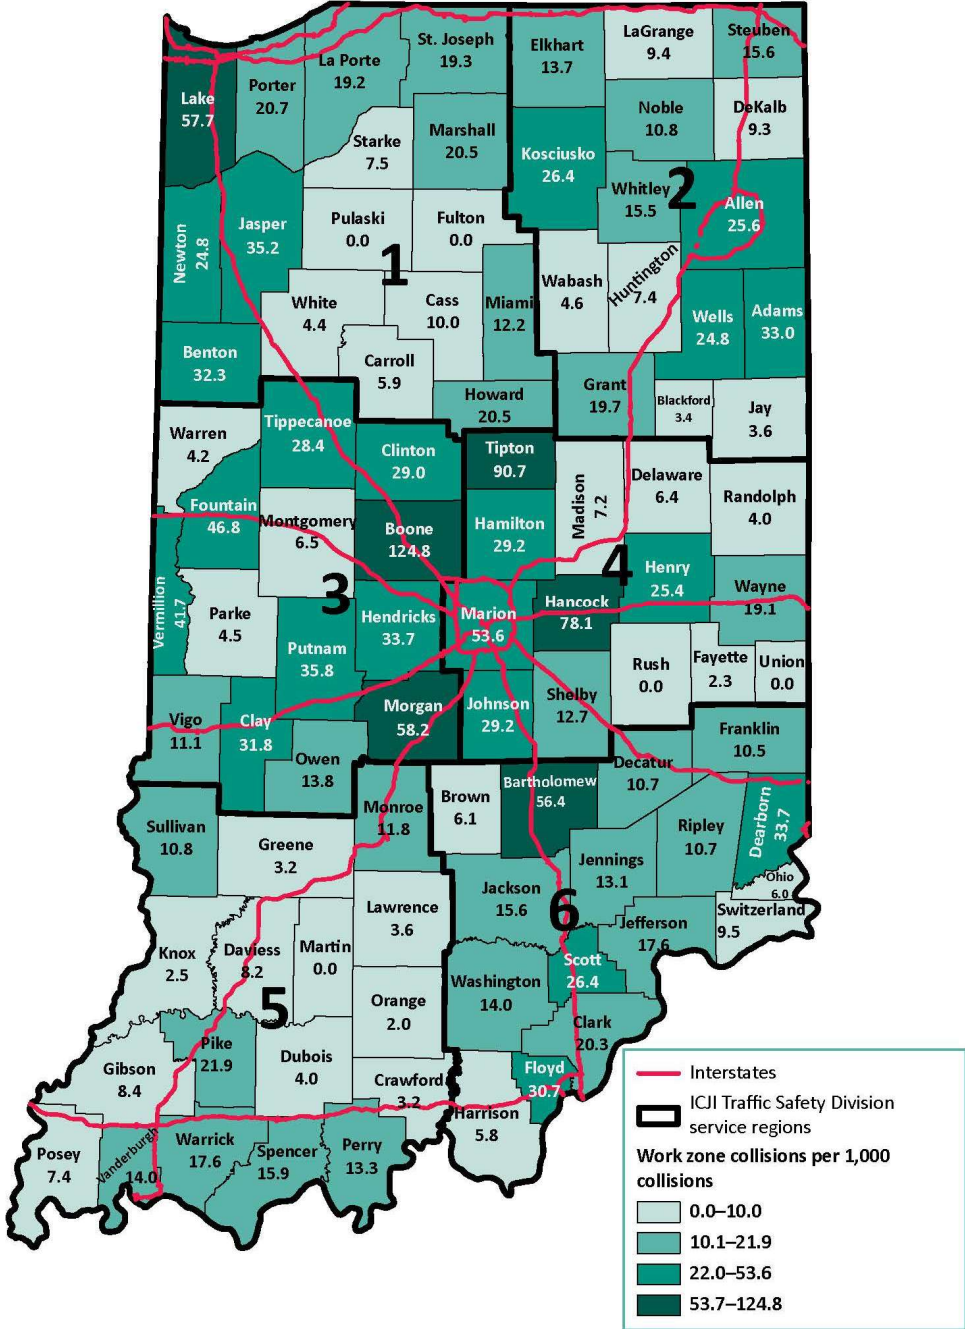 LaGrange
9.4
Steuben
15.6
St. Joseph
19.3
Elkhart
13.7
La Porte
19.2
Porter
20.7
Lake
57.7
Noble
10.8
DeKalb
9.3
Marshall
20.5
Starke
7.5
Kosciusko
26.4
Whitley
15.5
2
Allen
25.6
Pulaski
0.0
Fulton
0.0
Jasper
35.2
Newton
24.8
1
Wabash
4.6
Huntington
7.4
White
4.4
Cass
10.0
Miami
12.2
Wells
24.8
Adams
33.0
Benton
32.3
Carroll
5.9
Howard
20.5
Grant
19.7
Blackford
3.4
Jay
3.6
Warren
4.2
Tippecanoe
28.4
Clinton
29.0
Tipton
90.7
Madison
7.2
Delaware
6.4
Randolph
4.0
Fountain
46.8
Montgomery
6.5
Boone
124.8
Hamilton
29.2
4
Henry
25.4
Wayne
19.1
Vermillion
41.7
Parke
4.5
3
Hendricks
33.7
Marion
53.6
Hancock
78.1
Putnam
35.8
Rush
0.0
Fayette
2.3
Union
0.0
Vigo
11.1
Clay
31.8
Morgan
58.2
Johnson
29.2
Shelby
12.7
Franklin
10.5
Owen
13.8
Decatur
10.7
Brown
6.1
Bartholomew
56.4
Monroe
11.8
Sullivan
10.8
Greene
3.2
Ripley
10.7
Dearborn
33.7
Jennings
13.1
Ohio
6.0
Jackson
15.6
6
Jefferson
17.6
Switzerland
9.5
Lawrence
3.6
Knox
2.5
Daviess
8.2
Martin
0.0
Scott
26.4
Washington
14.0
5
Orange
2.0
Clark
20.3
Pike
21.9
Gibson
8.4
Dubois
4.0
Crawford
3.2
Floyd
30.7
Harrison
5.8
Posey
7.4
Vanderburgh
14.0
Warrick
17.6
Spencer
15.9
Perry
13.3
Interstates
ICJI Traffic Safety Division
service regions
Work zone collisions per 1,000
collisions
0.0–10.0
10.1–21.9
22.0–53.6
53.7–124.8